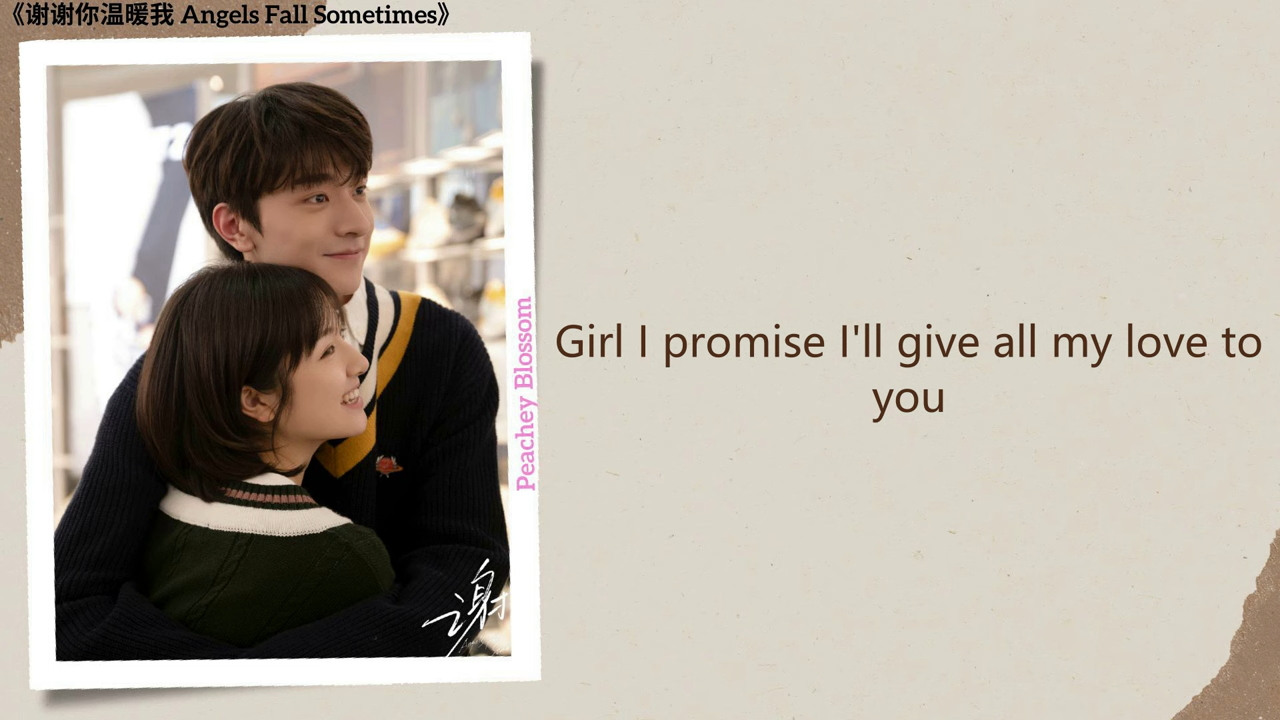 《谢谢你温暖我 Angels Fall Sometimes》
Peachey Blossom
Girl I promise I'll give all my love to
you
谢